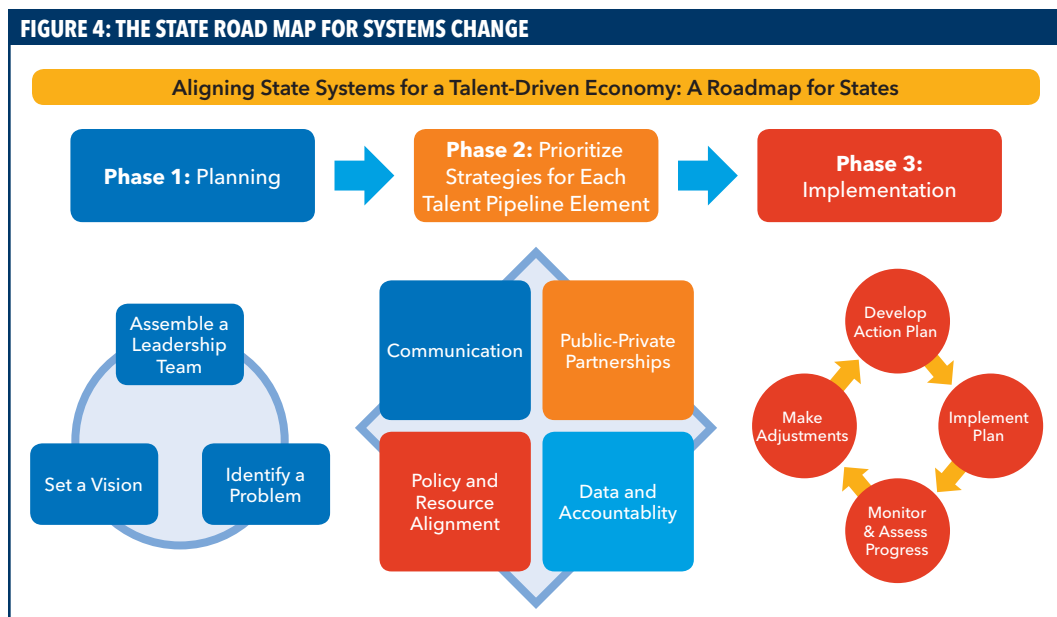 FIGURE 4: THE STATE ROAD MAP FOR SYSTEMS CHANGE
Aligning State Systems for a Talent-Driven Economy: A Roadmap for States
Phase 1: Planning
Phase 2: Prioritize
Strategies for Each
Talent Pipeline Element
Phase 3:
Implementation
Assemble a
Leadership
Team
Set a Vision
Identify a
Problem
Communication
Public-Private
Partnerships
Policy and
Resource
Alignment
Data and
Accountablity
Develop
Action Plan
Implement
Plan
Monitor
& Assess
Progress
Make
Adjustments